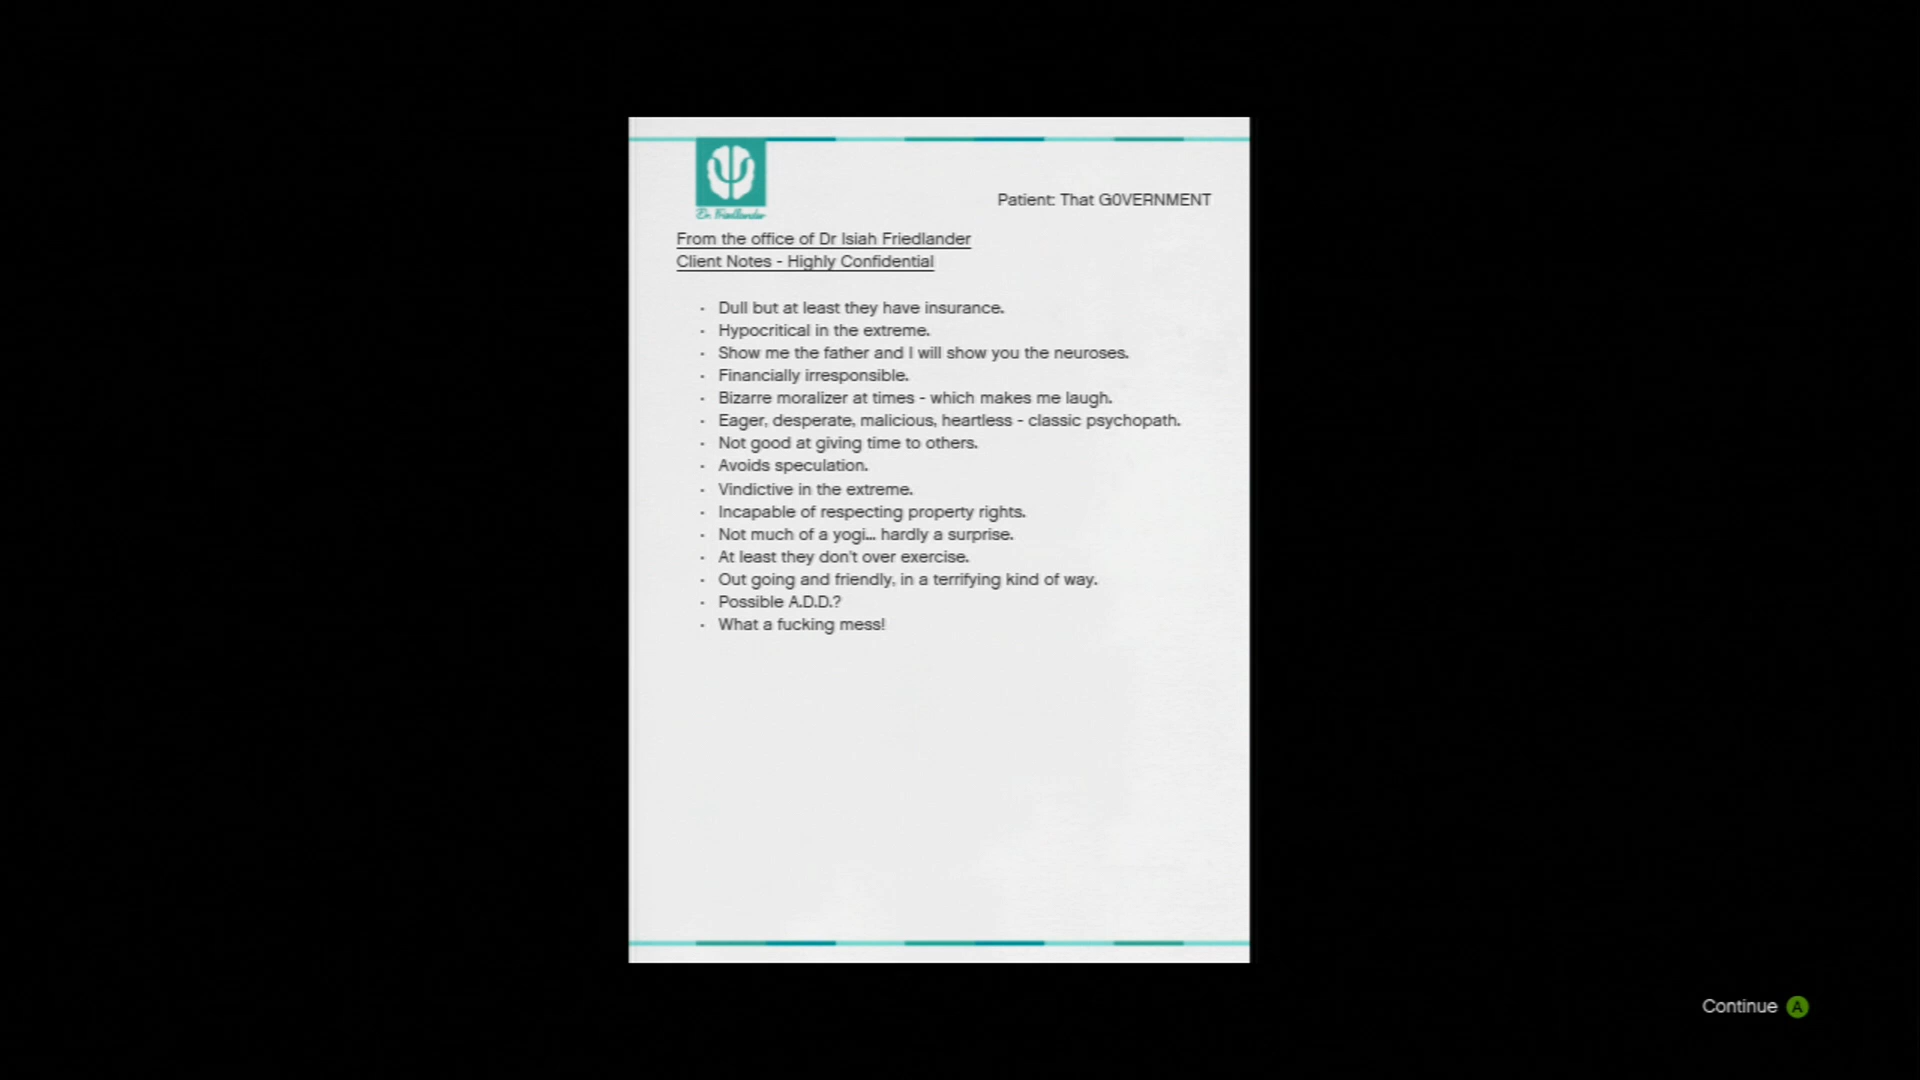 Dr. Friedlander
Patient: That G0VERNMENT
From the office of Dr Isiah Friedlander
Client Notes - Highly Confidential
· Dull but at least they have insurance.
· Hypocritical in the extreme.
· Show me the father and I will show you the neuroses.
· Financially irresponsible.
· Bizarre moralizer at times - which makes me laugh.
· Eager, desperate, malicious, heartless - classic psychopath.
· Not good at giving time to others.
· Avoids speculation.
· Vindictive in the extreme.
· Incapable of respecting property rights.
· Not much of a yogi... hardly a surprise.
· At least they don't over exercise.
· Out going and friendly, in a terrifying kind of way.
· Possible A.D.D.?
· What a fucking mess!
Continue A